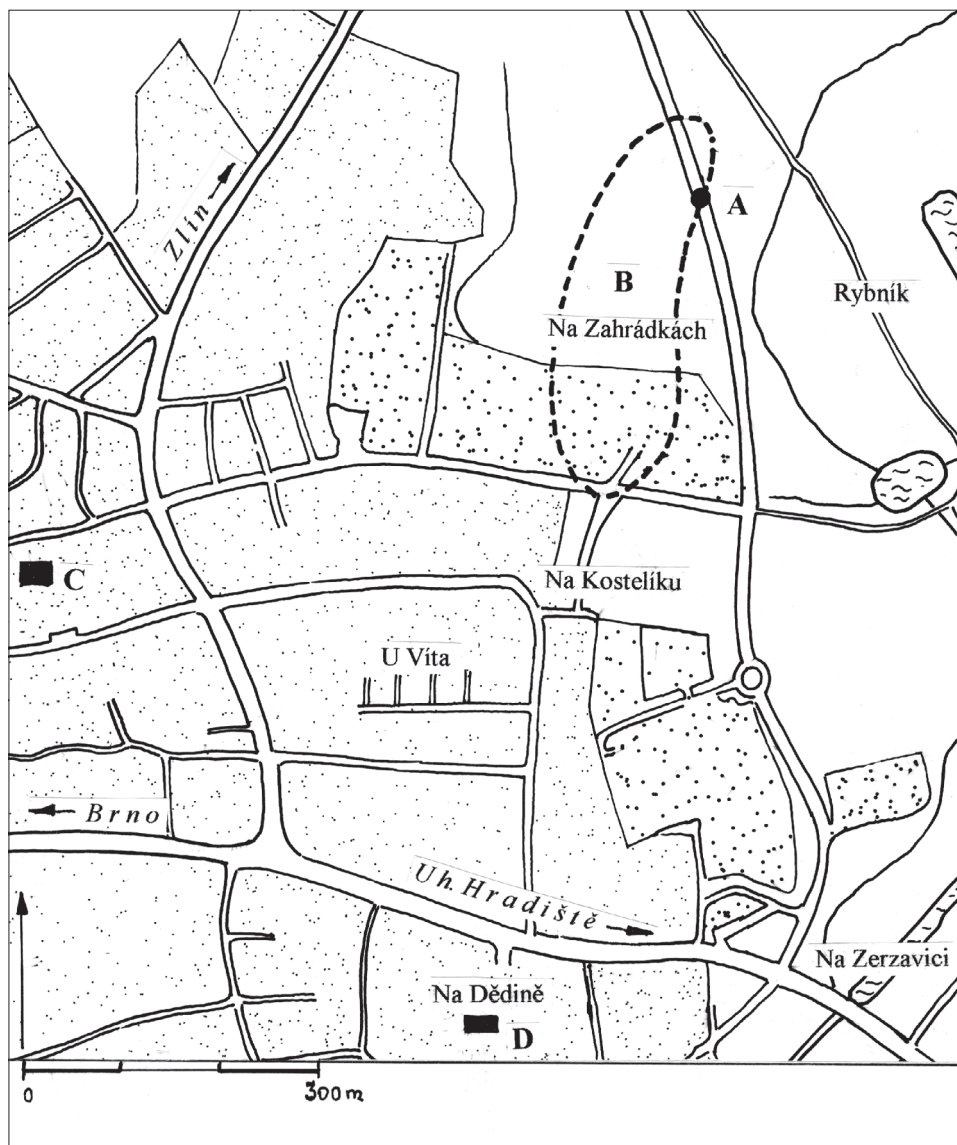 Zlín
A
B
Rybník
Na Zahrádkách
C
Na Kostelíku
U Víta
Brno
Uh. Hradiště
Na Zerzavici
Na Dědině
D
0
300 m